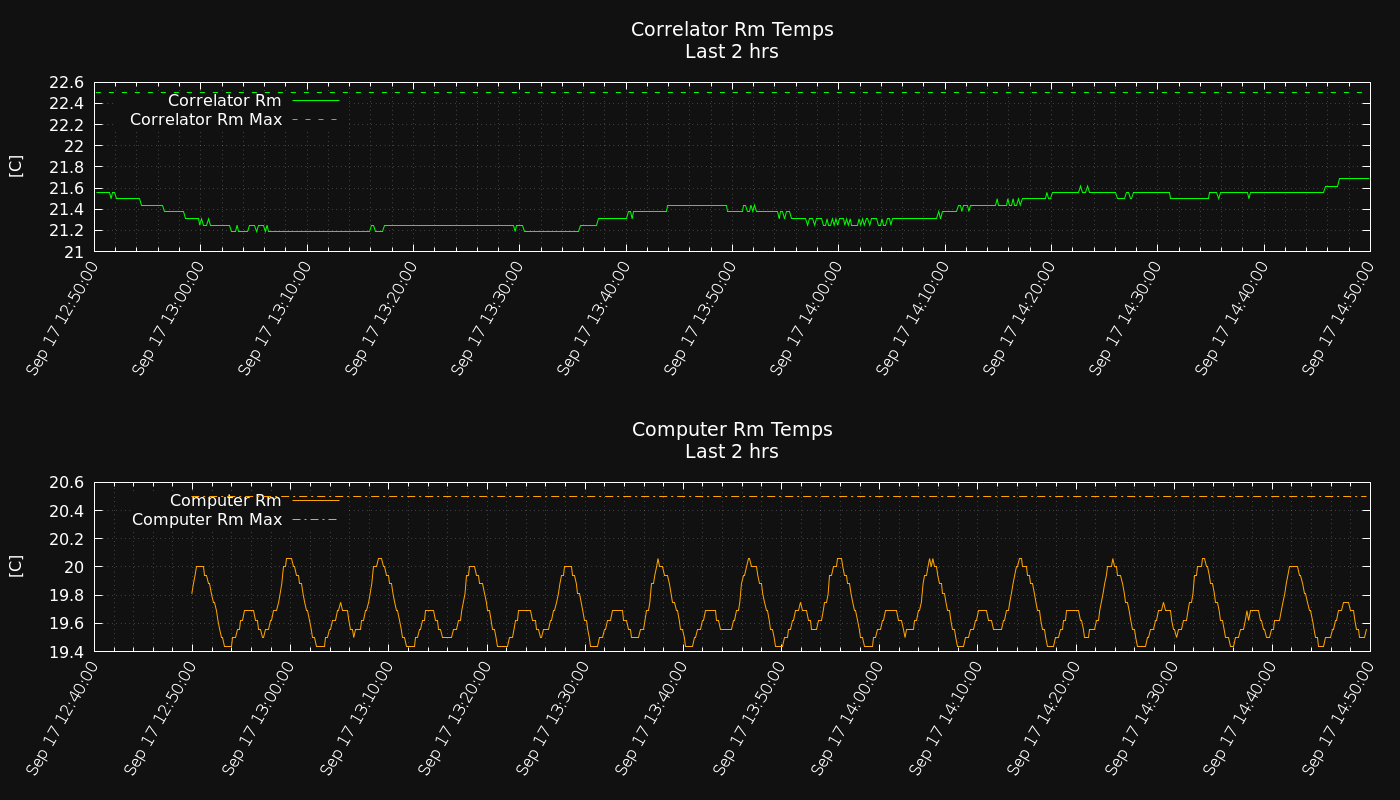 Correlator Rm Temps
Last 2 hrs
[C]
22.6
22.4
22.2
22
21.8
21.6
21.4
21.2
21
Correlator Rm
Correlator Rm Max
Sep 17 12:50:00
Sep 17 13:00:00
Sep 17 13:10:00
Sep 17 13:20:00
Sep 17 13:30:00
Sep 17 13:40:00
Sep 17 13:50:00
Sep 17 14:00:00
Sep 17 14:10:00
Sep 17 14:20:00
Sep 17 14:30:00
Sep 17 14:40:00
Sep 17 14:50:00
Computer Rm Temps
Last 2 hrs
[C]
20.6
20.4
20.2
20
19.8
19.6
19.4
Computer Rm
Computer Rm Max
Sep 17 12:40:00
Sep 17 12:50:00
Sep 17 13:00:00
Sep 17 13:10:00
Sep 17 13:20:00
Sep 17 13:30:00
Sep 17 13:40:00
Sep 17 13:50:00
Sep 17 14:00:00
Sep 17 14:10:00
Sep 17 14:20:00
Sep 17 14:30:00
Sep 17 14:40:00
Sep 17 14:50:00